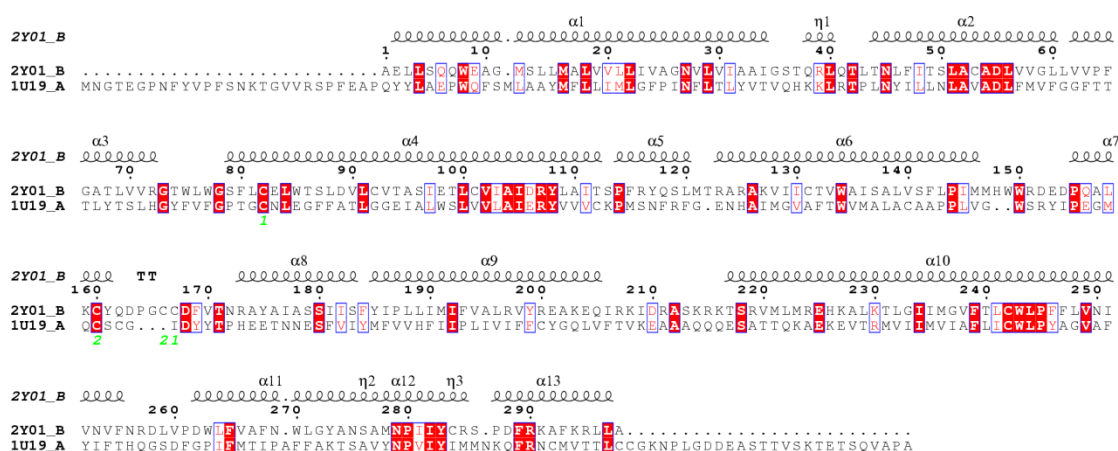 α1 η1 α2
2Y01_B
1 10 20 30 40 50 60
2Y01_B ...........................AELLSQQWEAG.MSLLMALVVLLIVAGNVLVIAAIGSTQRLQTLTNLFITSLACADLVVGLLVVPF
1U19_A MNGTEGPNFYVPFSNKTGVVRSPFEAPQYYLAEPWQFSMLAAYMFLLIMLGFPINFLTLYVTVQHKKLRTPLNYILLNLAVADLFMVFGGFTT
α3 α4 α5 α6 α7
2Y01_B
70 80 90 100 110 120 130 140 150
2Y01_B GATLVVRGTWLWGSFLCELWTSLDVLCVTASIETLCVIAIDRYLAITSPFRYQSLMTRARAKVIICTVWAISALVSFLPIMMHWWRDEDPQAL
1U19_A TLYTSLHGYFVFGPTGCNLEGFFATLGGEIALWSLVVLAIERYVVVCKPMSNFRFG.ENHAIMGVAFTWVMALACAAPPLVG..WSRYIPEGM
1
TT α8 α9 α10
2Y01_B
160 170 180 190 200 210 220 230 240 250
2Y01_B KCYQDPGCCDFVTNRAYAIASSIISFYIPLLIMIFVALRVYREAKEQIRKIDRASKRKTSRVMLMREHKALKTLGIIMGVFTLCWLPFFLVNI
1U19_A QCSCG...IDYYTPHEETNNESFVIYMFVVHFIIPLIVIFFCYGQLVFTVKEAAAQQQESATTQKAEKEVTRMVIIMVIAFLICWLPYAGVAF
2 21
α11 η2 α12 η3 α13
2Y01_B
260 270 280 290
2Y01_B VNVFNRDLVPDWLFVAFN.WLGYANSAMNPIIYCRS.PDFRKAFKRLLA..........................
1U19_A YIFTHQGSDFGPIFMTIPAFFAKTSAVYNPVIYIMMNKQFRNCMVTTLCCGKNPLGDDEASTTVSKTETSQVAPA